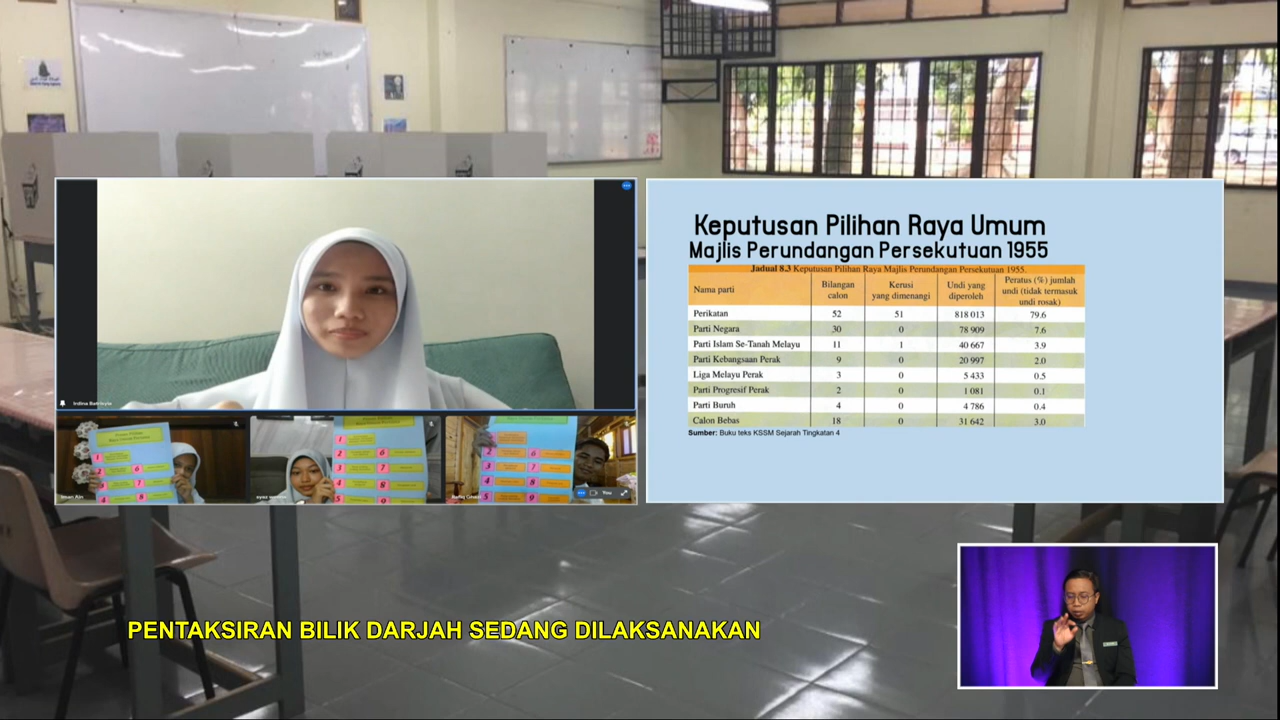 Keputusan Pilihan Raya Umum
Majlis Perundangan Persekutuan 1955
Jadual 8.3 Keputusan Pilihan Raya Majlis Perundangan Persekutuan 1955.
Nama parti Bilangan calon Kerusi yang dimenangi Undi yang diperoleh Peratus (%) jumlah undi (tidak termasuk undi rosak)
Perikatan 52 51 818 013 79.6
Parti Negara 30 0 78 909 7.6
Parti Islam Se-Tanah Melayu 11 1 40 667 3.9
Parti Kebangsaan Perak 9 0 20 997 2.0
Liga Melayu Perak 3 0 5 433 0.5
Parti Progresif Perak 2 0 1 081 0.1
Parti Buruh 4 0 4 786 0.4
Calon Bebas 18 0 31 642 3.0
Sumber: Buku teks KSSM Sejarah Tingkatan 4
You
PENTAKSIRAN BILIK DARJAH SEDANG DILAKSANAKAN